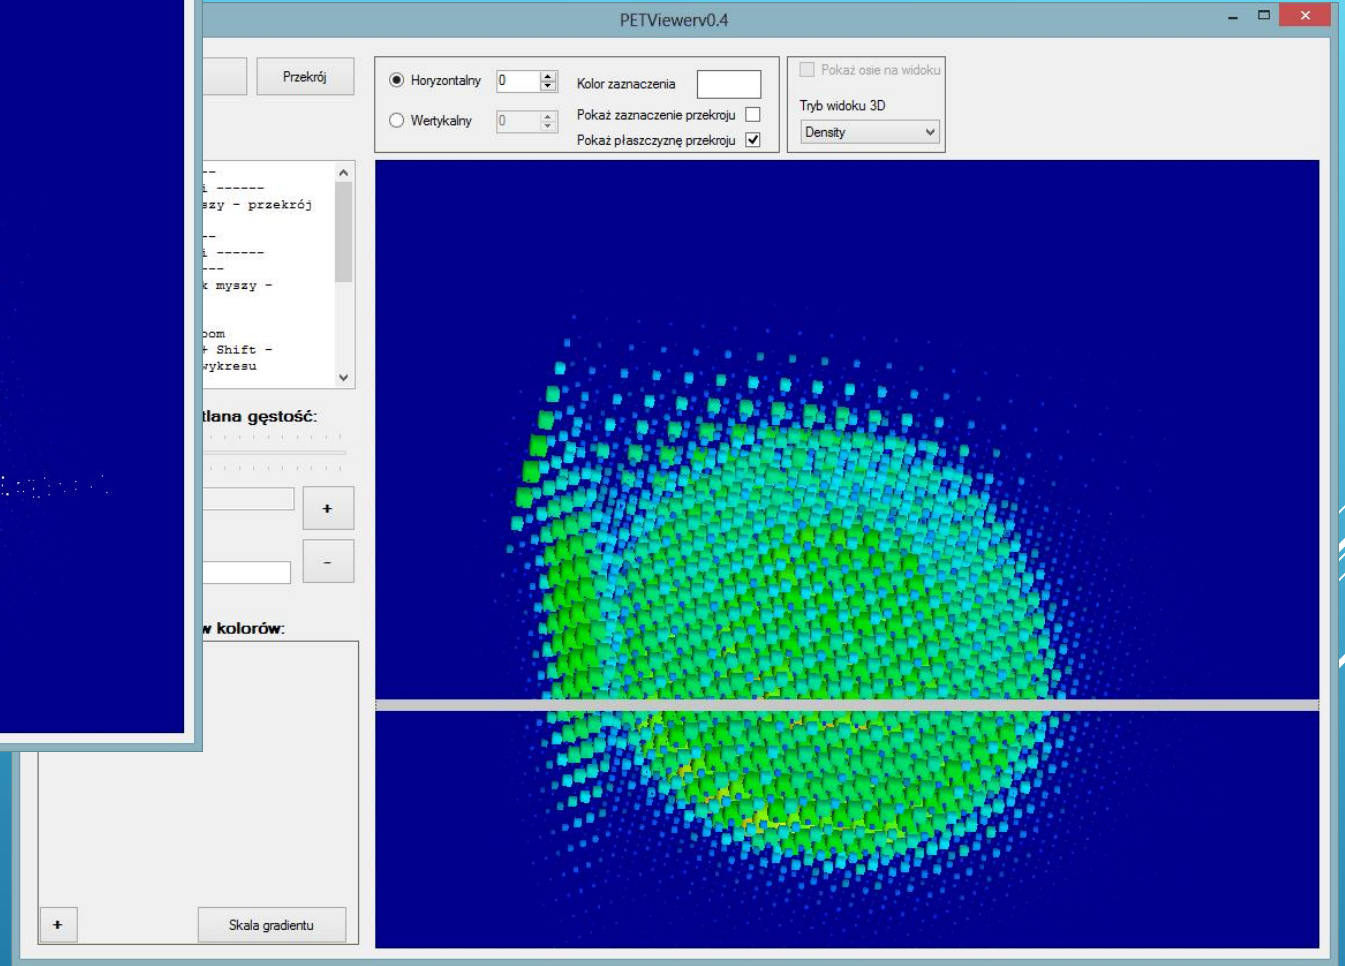 PETViewerv0.4
Przekrój
Horyzontalny 0
Kolor zaznaczenia
Wertykalny 0
Pokaż zaznaczenie przekroju
Pokaż płaszczyznę przekroju
Pokaż osie na widoku
Tryb widoku 3D
Density
--
i ------
szy - przekrój
--
i ------
---
k myszy -
oom
+ Shift -
wykresu
tlana gęstość:
+
-
w kolorów:
+
Skala gradientu